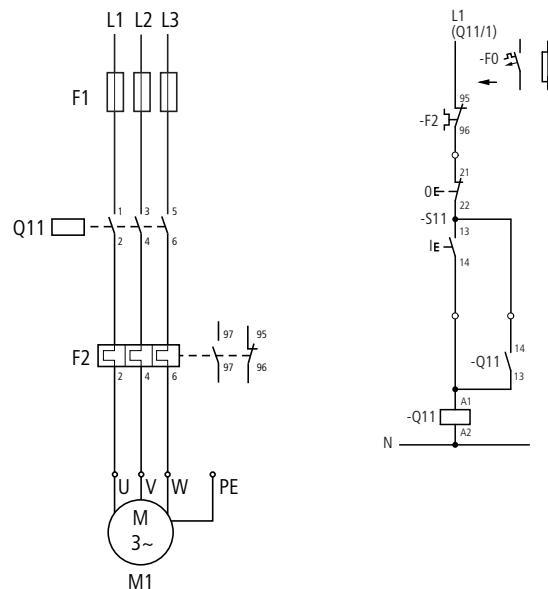 L1 L2 L3
F1
Q11
1 3 5
2 4 6
F2
97 95
97 96
2 4 6
U V W PE
M
3~
M1
L1
(Q11/1)
-F0
95
-F2
96
21
0
22
-S11
13
I
14
14
-Q11
13
A1
-Q11
A2
N